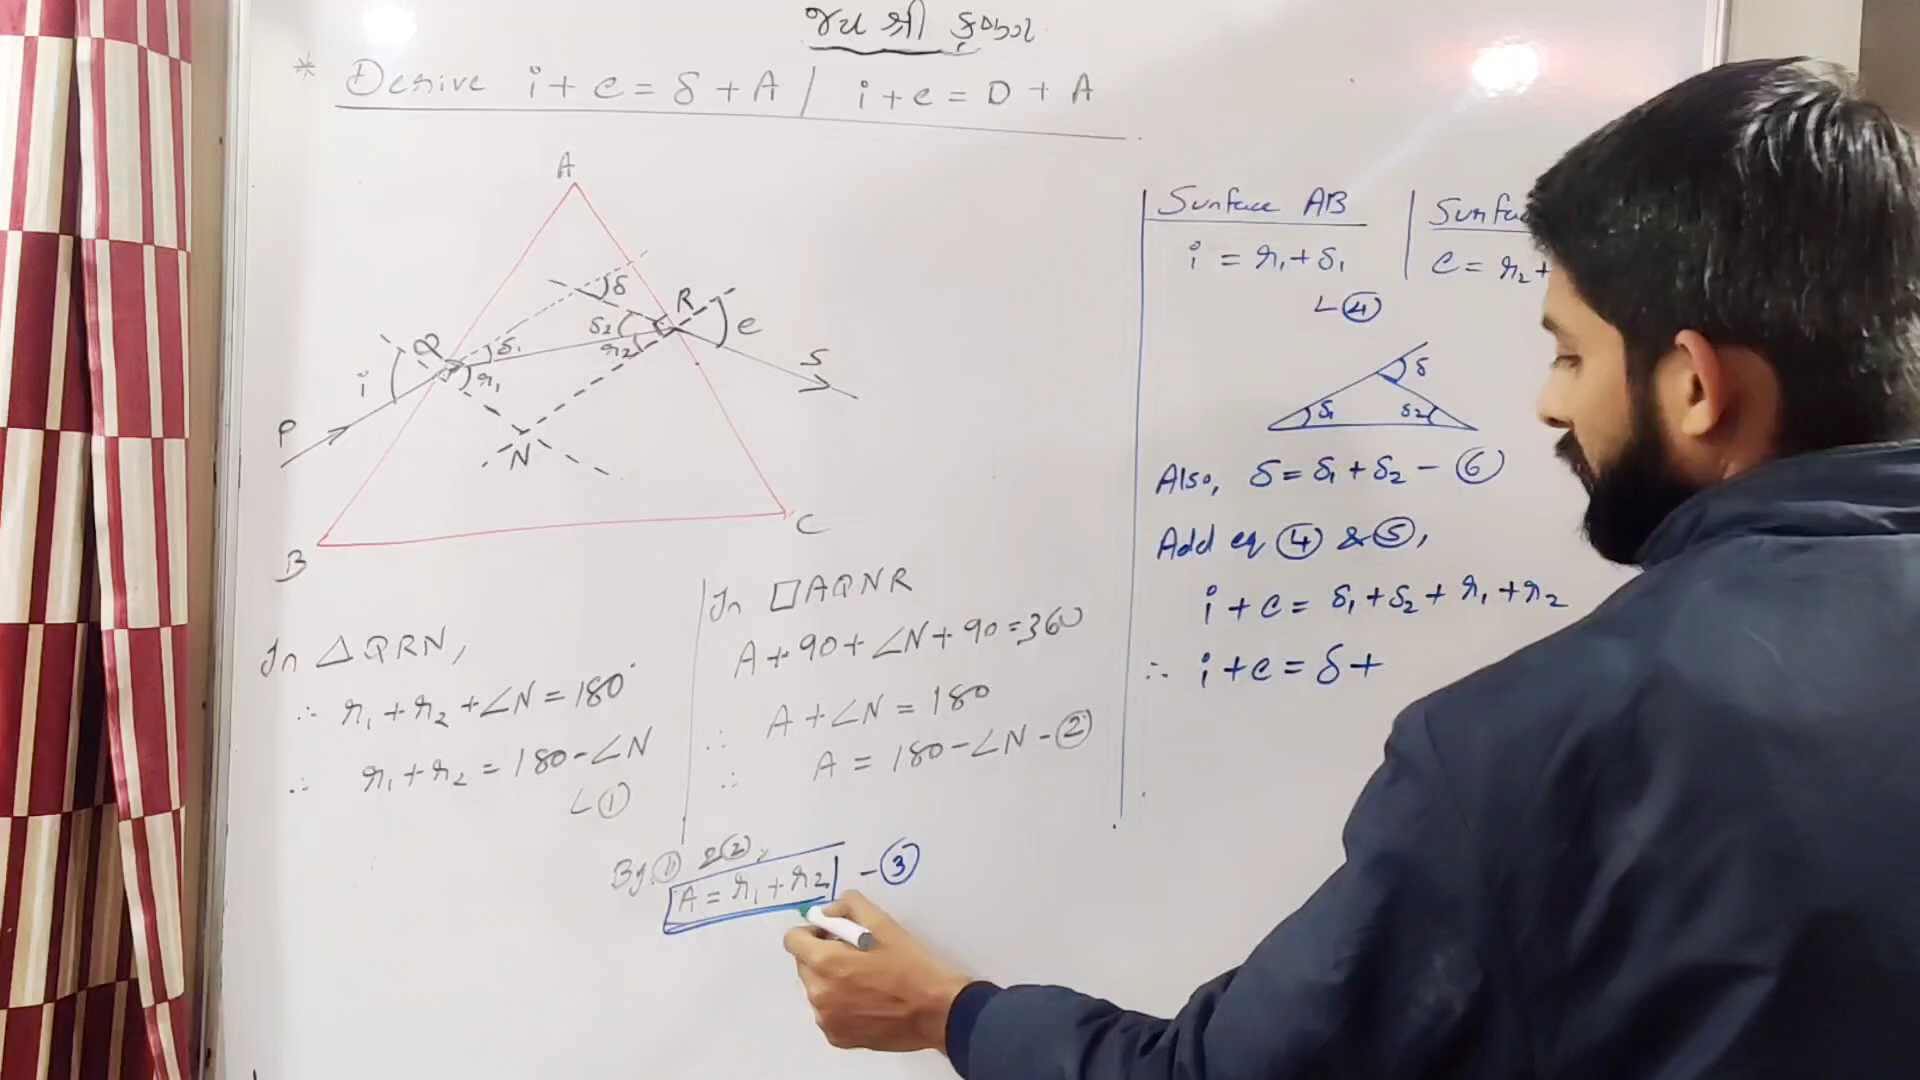 જય શ્રી કૃષ્ણ
* Derive i + e = δ + A / i + e = D + A
A
δ
R
e
δ₂
r₂
S
Q
δ₁
r₁
i
P
N
B
C
In △QRN,
∴ r₁ + r₂ + ∠N = 180°
∴ r₁ + r₂ = 180 - ∠N
∟①
In □AQNR
A + 90 + ∠N + 90 = 360
∴ A + ∠N = 180
∴ A = 180 - ∠N - ②
By ① & ②,
A = r₁ + r₂ - ③
Surface AB
i = r₁ + δ₁
∟④
e = r₂ +
δ
δ₁
δ₂
Also, δ = δ₁ + δ₂ - ⑥
Add eq ④ & ⑤,
i + e = δ₁ + δ₂ + r₁ + r₂
∴ i + e = δ +